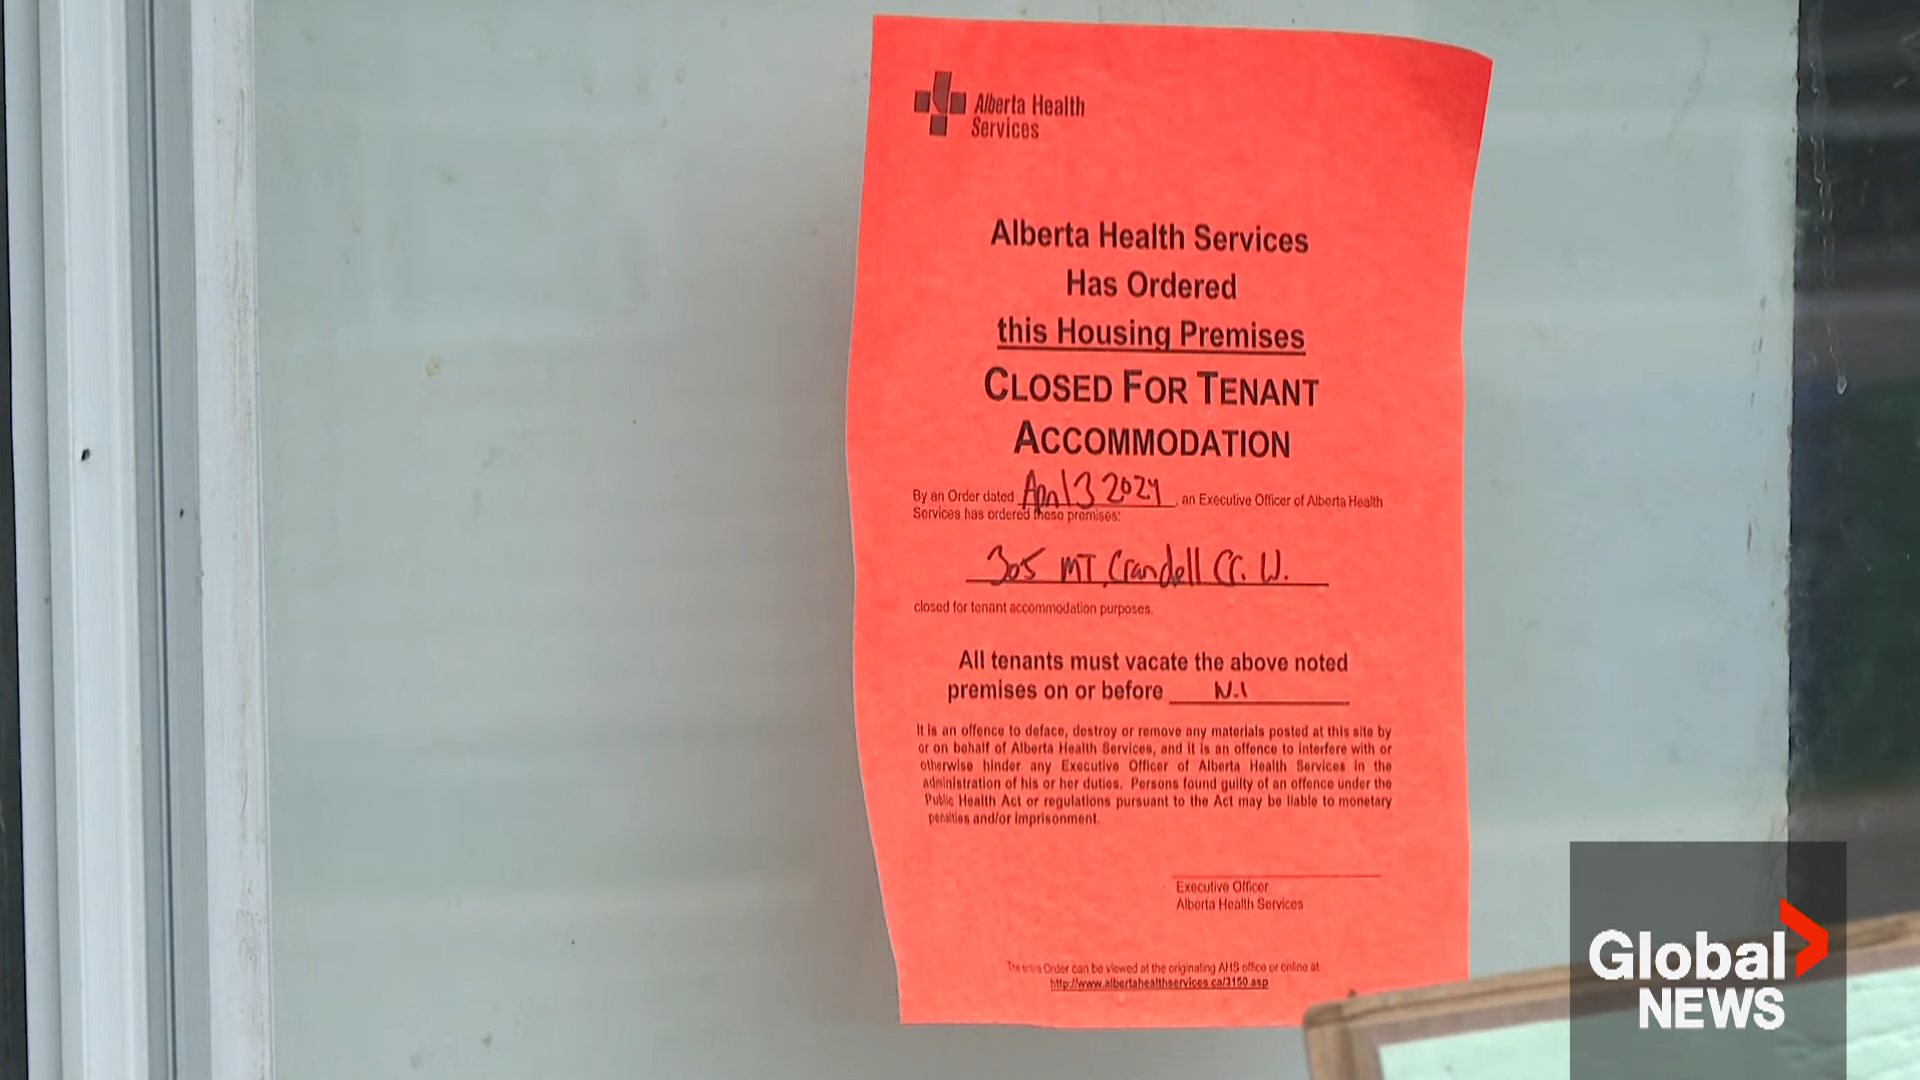 Alberta Health
Services
Alberta Health Services
Has Ordered
this Housing Premises
CLOSED FOR TENANT
ACCOMMODATION
By an Order dated April 3 2024, an Executive Officer of Alberta Health
Services has ordered these premises:
305 MT. Crandell Cr. W.
closed for tenant accommodation purposes.
All tenants must vacate the above noted
premises on or before
It is an offence to deface, destroy or remove any materials posted at this site by
or on behalf of Alberta Health Services, and it is an offence to interfere with or
otherwise hinder any Executive Officer of Alberta Health Services in the
administration of his or her duties. Persons found guilty of an offence under the
Public Health Act or regulations pursuant to the Act may be liable to monetary
penalties and/or imprisonment.
Executive Officer
Alberta Health Services
The Order can be viewed at the originating AHS office or online at:
http://www.albertahealthservices.ca/3150.asp
Global
NEWS